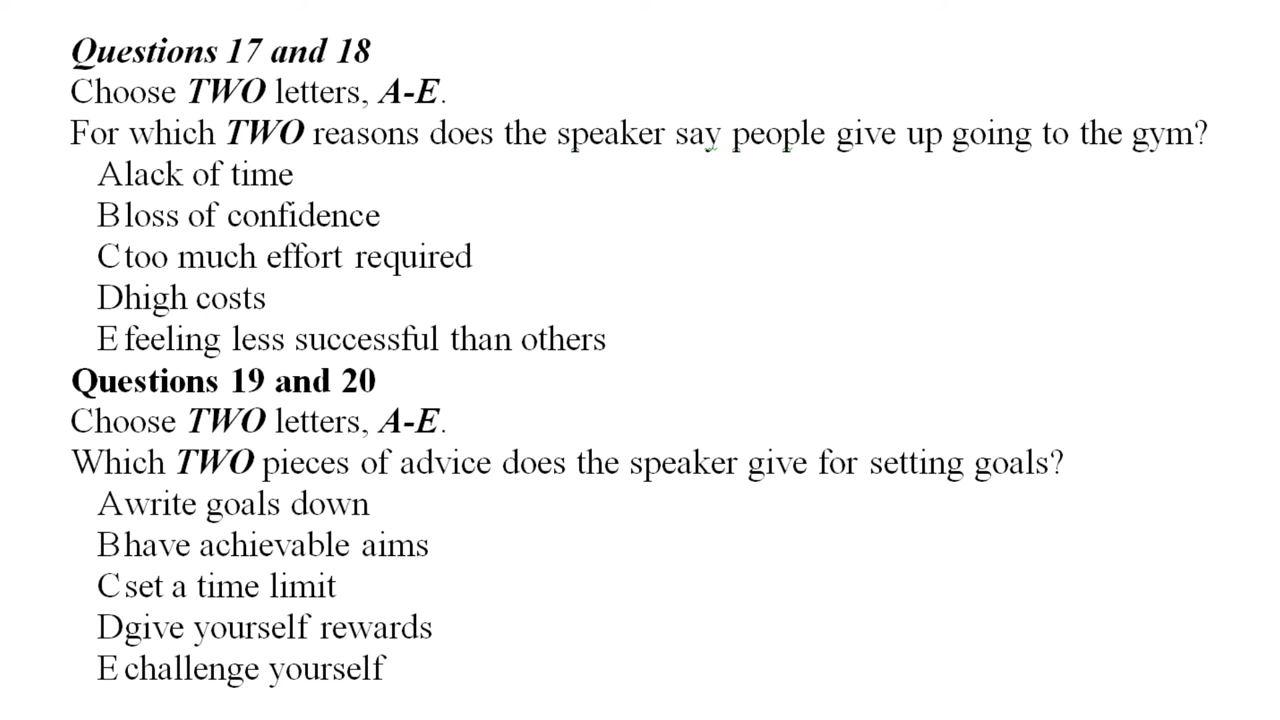 Questions 17 and 18
Choose TWO letters, A-E.
For which TWO reasons does the speaker say people give up going to the gym?
Alack of time
Bloss of confidence
Ctoo much effort required
Dhigh costs
E feeling less successful than others
Questions 19 and 20
Choose TWO letters, A-E.
Which TWO pieces of advice does the speaker give for setting goals?
Awrite goals down
Bhave achievable aims
Cset a time limit
Dgive yourself rewards
E challenge yourself